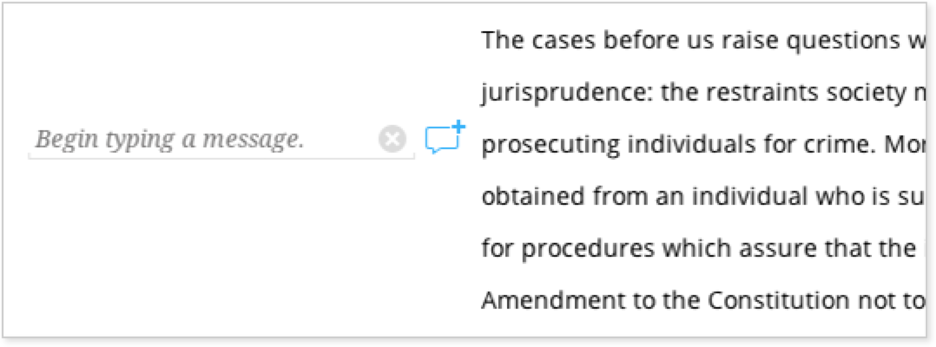 Begin typing a message.
The cases before us raise questions
jurisprudence: the restraints society
prosecuting individuals for crime.
obtained from an individual who is
for procedures which assure that the
Amendment to the Constitution not to